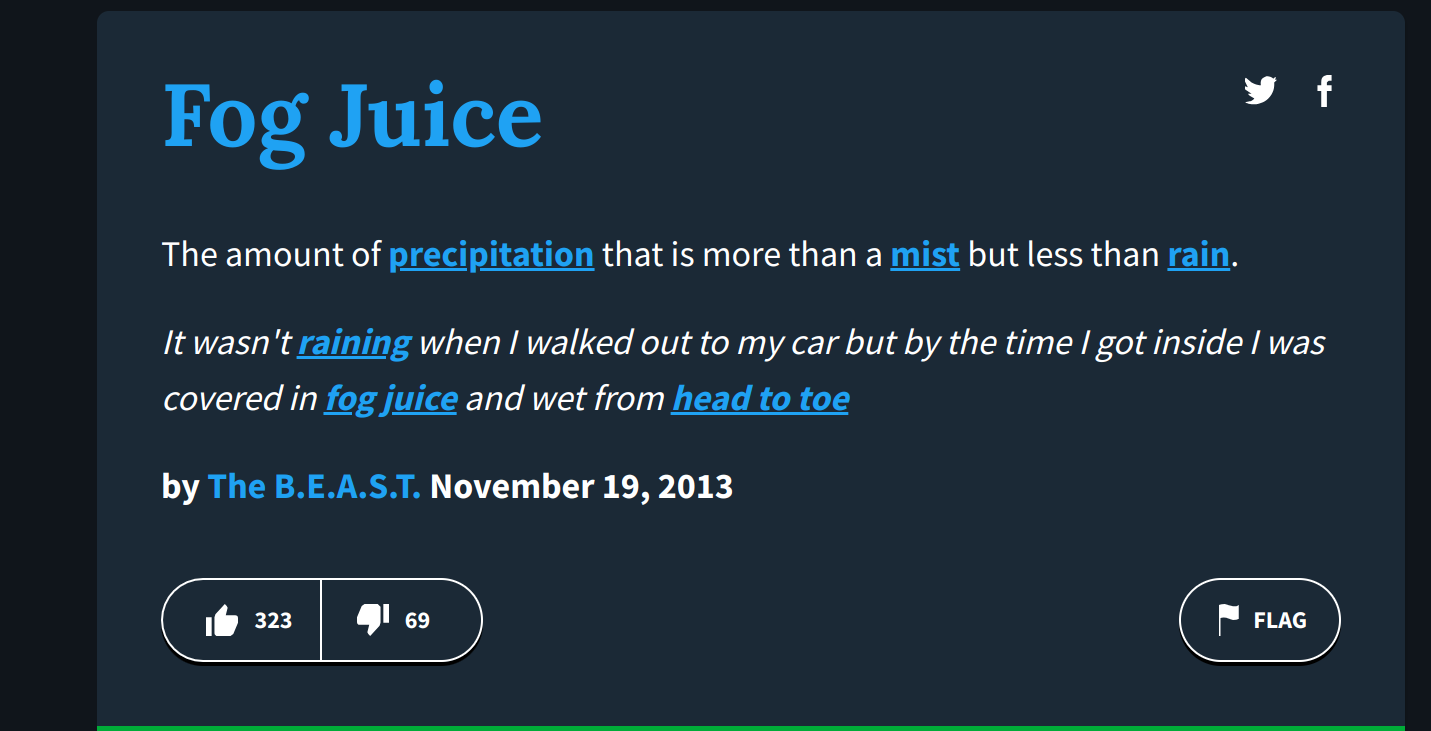 Fog Juice
The amount of precipitation that is more than a mist but less than rain.
It wasn't raining when I walked out to my car but by the time I got inside I was
covered in fog juice and wet from head to toe
by The B.E.A.S.T. November 19, 2013
323 69 FLAG